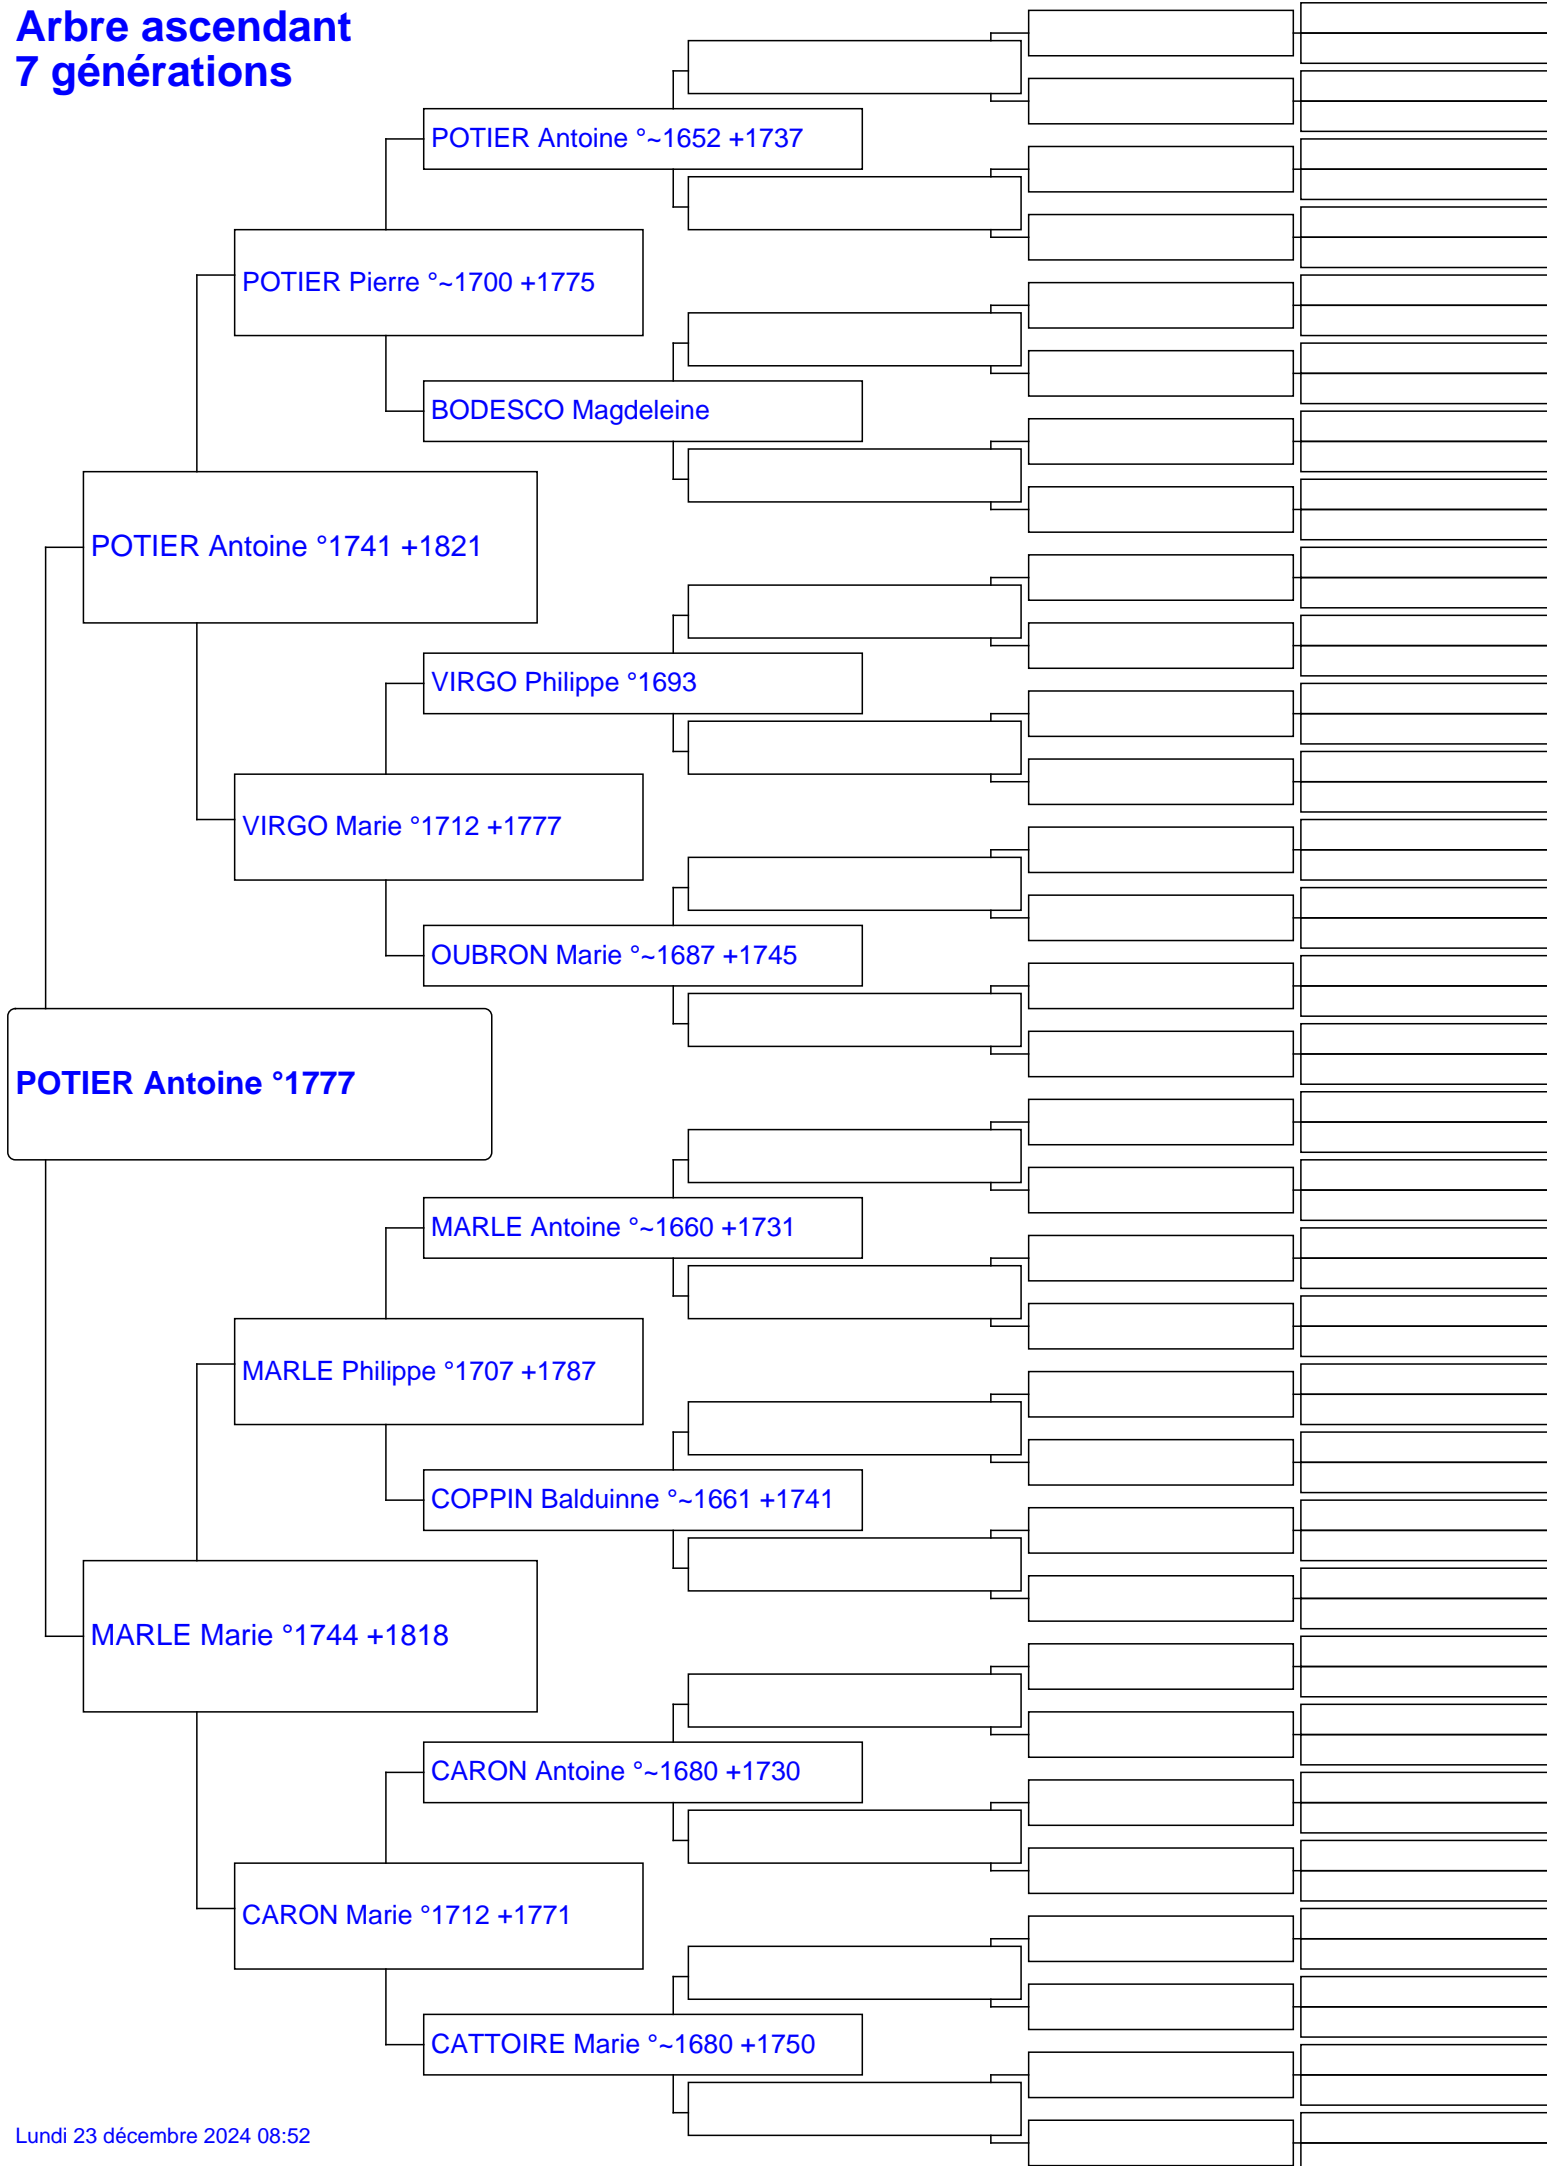 Arbre ascendant
7 générations
POTIER Antoine °~1652 +1737
POTIER Pierre °~1700 +1775
BODESCO Magdeleine
POTIER Antoine °1741 +1821
VIRGO Philippe °1693
VIRGO Marie °1712 +1777
OUBRON Marie °~1687 +1745
POTIER Antoine °1777
MARLE Antoine °~1660 +1731
MARLE Philippe °1707 +1787
COPPIN Balduinne °~1661 +1741
MARLE Marie °1744 +1818
CARON Antoine °~1680 +1730
CARON Marie °1712 +1771
CATTOIRE Marie °~1680 +1750
Lundi 23 décembre 2024 08:52